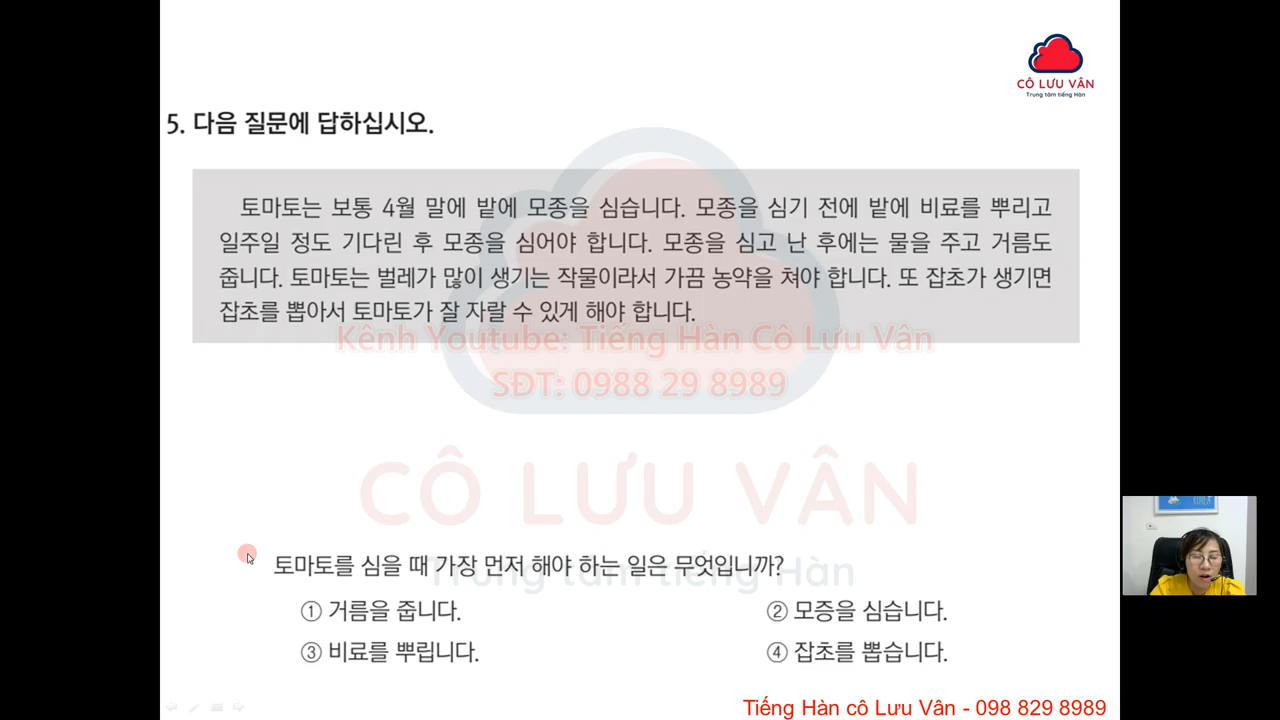 CÔ LƯU VÂN
Trung tâm tiếng Hàn
5. 다음 질문에 답하십시오.
토마토는 보통 4월 말에 밭에 모종을 심습니다. 모종을 심기 전에 밭에 비료를 뿌리고
일주일 정도 기다린 후 모종을 심어야 합니다. 모종을 심고 난 후에는 물을 주고 거름도
줍니다. 토마토는 벌레가 많이 생기는 작물이라서 가끔 농약을 쳐야 합니다. 또 잡초가 생기면
잡초를 뽑아서 토마토가 잘 자랄 수 있게 해야 합니다.
Kênh Youtube: Tiếng Hàn Cô Lưu Vân
SĐT: 0988 29 8989
CÔ LƯU VÂN
Trung tâm tiếng Hàn
토마토를 심을 때 가장 먼저 해야 하는 일은 무엇입니까?
① 거름을 줍니다.
② 모증을 심습니다.
③ 비료를 뿌립니다.
④ 잡초를 뽑습니다.
Tiếng Hàn cô Lưu Vân - 098 829 8989